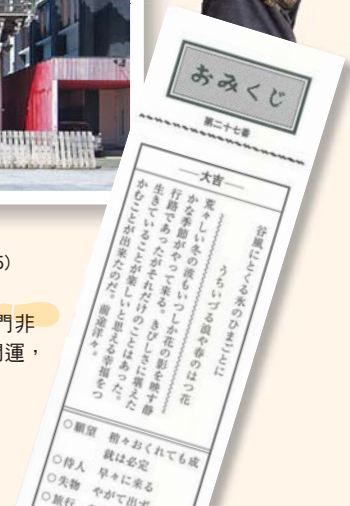 おみくじ
第二十七番
大吉
谷風にとくる氷のひまごとに
うちいづる浪や春のはつ花
荒々しい冬の波もいつしか花の影を映す静
かな季節がやって来る。きびしさに堪えた
行路であったがそれだけのことはあった。
生きていることが楽しいと思える幸福をつ
かむことが出来たのだ。前途洋々。
○願望 稍々おくれても成
就は必定
○待人 早々に来る
○失物 やがて出ず
○旅行
5)
門非
運，